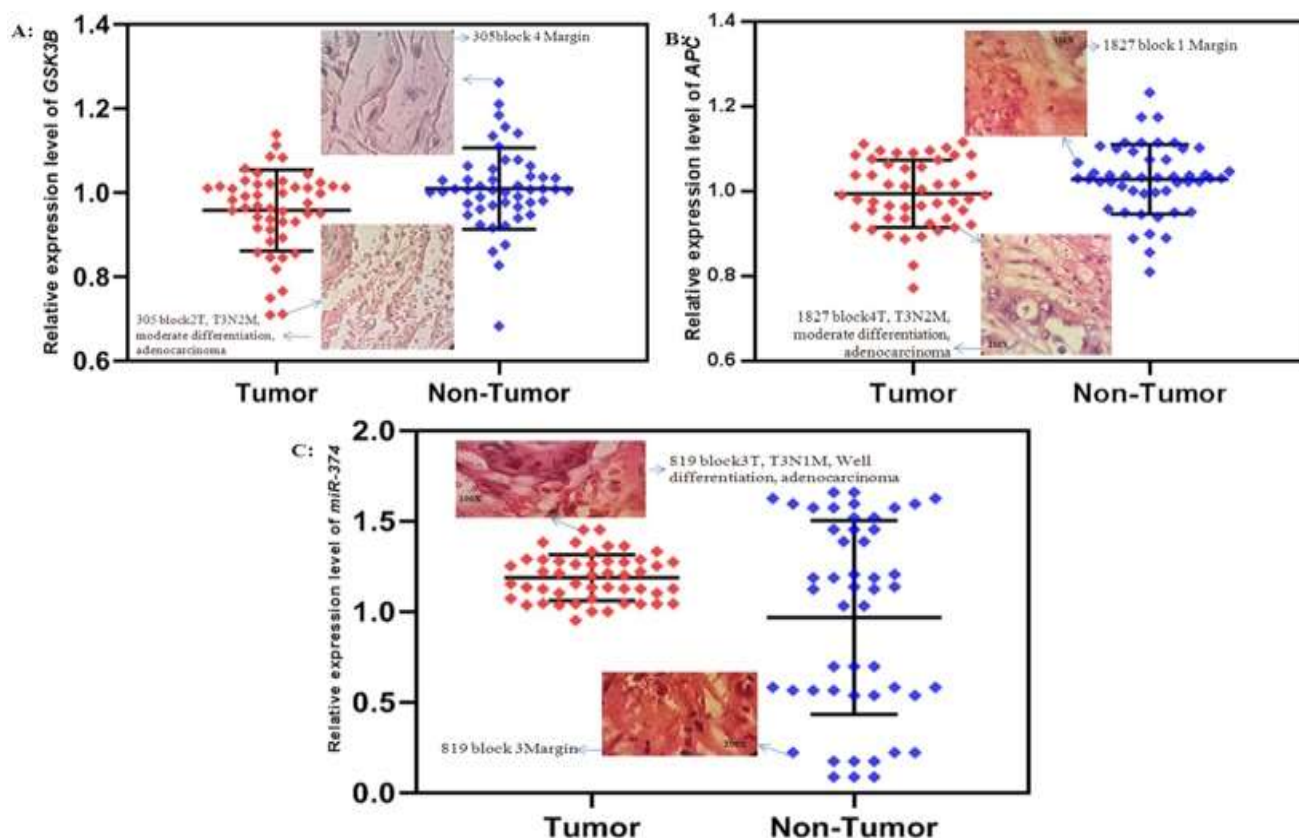 A:
Relative expression level of GSK3B
1.4
1.2
1.0
0.8
0.6
305block 4 Margin
305 block2T, T3N2M,
moderate differentiation,
adenocarcinoma
Tumor
Non-Tumor
B:
Relative expression level of APC
1.4
1.2
1.0
0.8
0.6
1827 block 1 Margin
1827 block4T, T3N2M,
moderate differentiation,
adenocarcinoma
Tumor
Non-Tumor
C:
Relative expression level of miR-374
2.0
1.5
1.0
0.5
0.0
819 block3T, T3N1M, Well
differentiation, adenocarcinoma
819 block 3Margin
Tumor
Non-Tumor